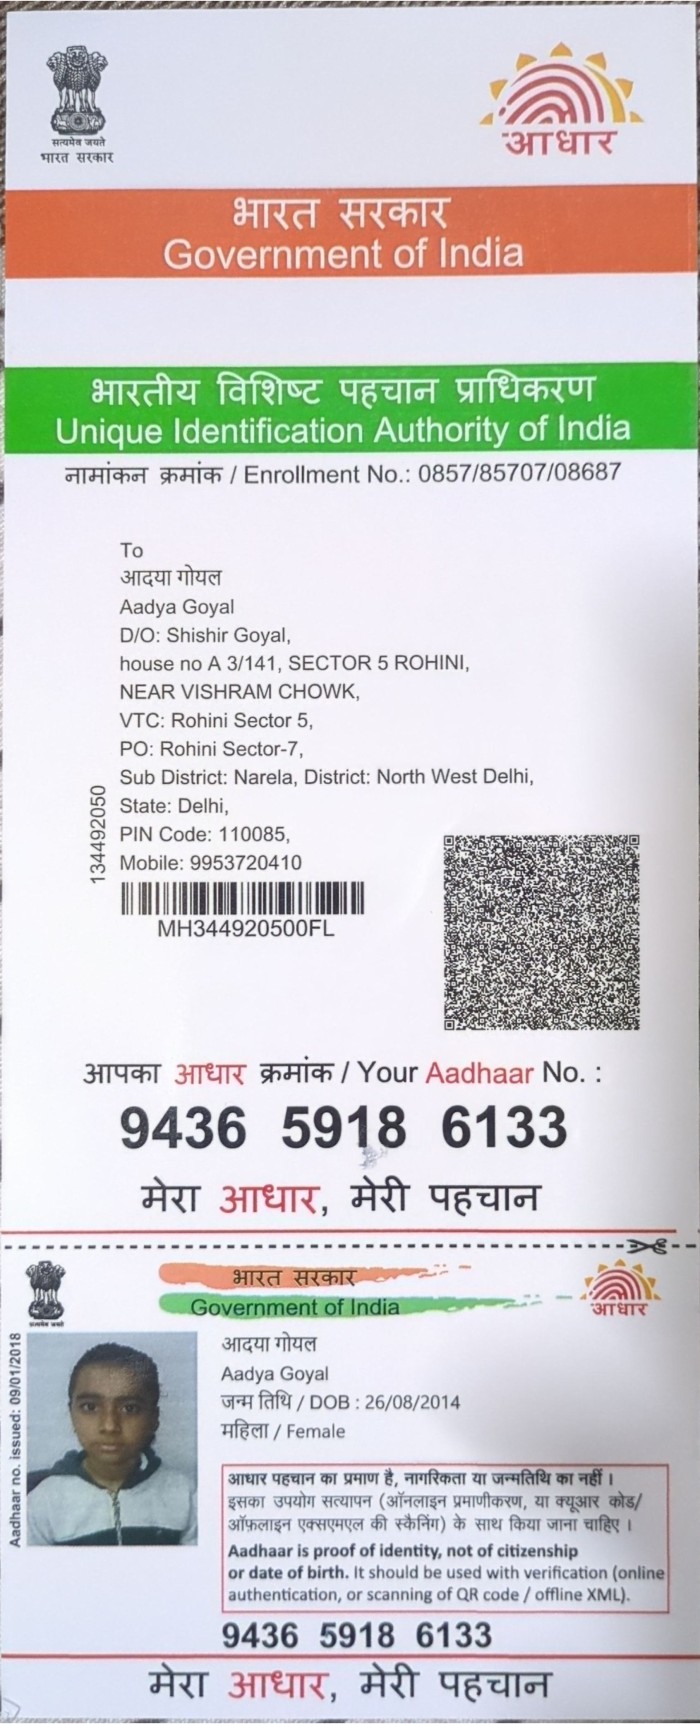 सत्यमेव जयते
भारत सरकार
आधार
भारत सरकार
Government of India
भारतीय विशिष्ट पहचान प्राधिकरण
Unique Identification Authority of India
नामांकन क्रमांक / Enrollment No.: 0857/85707/08687
To
आदया गोयल
Aadya Goyal
D/O: Shishir Goyal,
house no A 3/141, SECTOR 5 ROHINI,
NEAR VISHRAM CHOWK,
VTC: Rohini Sector 5,
PO: Rohini Sector-7,
Sub District: Narela, District: North West Delhi,
State: Delhi,
PIN Code: 110085,
Mobile: 9953720410
134492050
MH344920500FL
आपका आधार क्रमांक / Your Aadhaar No. :
9436 5918 6133
मेरा आधार, मेरी पहचान
भारत सरकार
Government of India
सत्यमेव जयते
आधार
Aadhaar no. issued: 09/01/2018
आदया गोयल
Aadya Goyal
जन्म तिथि / DOB : 26/08/2014
महिला / Female
आधार पहचान का प्रमाण है, नागरिकता या जन्मतिथि का नहीं ।
इसका उपयोग सत्यापन (ऑनलाइन प्रमाणीकरण, या क्यूआर कोड/
ऑफ़लाइन एक्सएमएल की स्कैनिंग) के साथ किया जाना चाहिए ।
Aadhaar is proof of identity, not of citizenship
or date of birth. It should be used with verification (online
authentication, or scanning of QR code / offline XML).
9436 5918 6133
मेरा आधार, मेरी पहचान